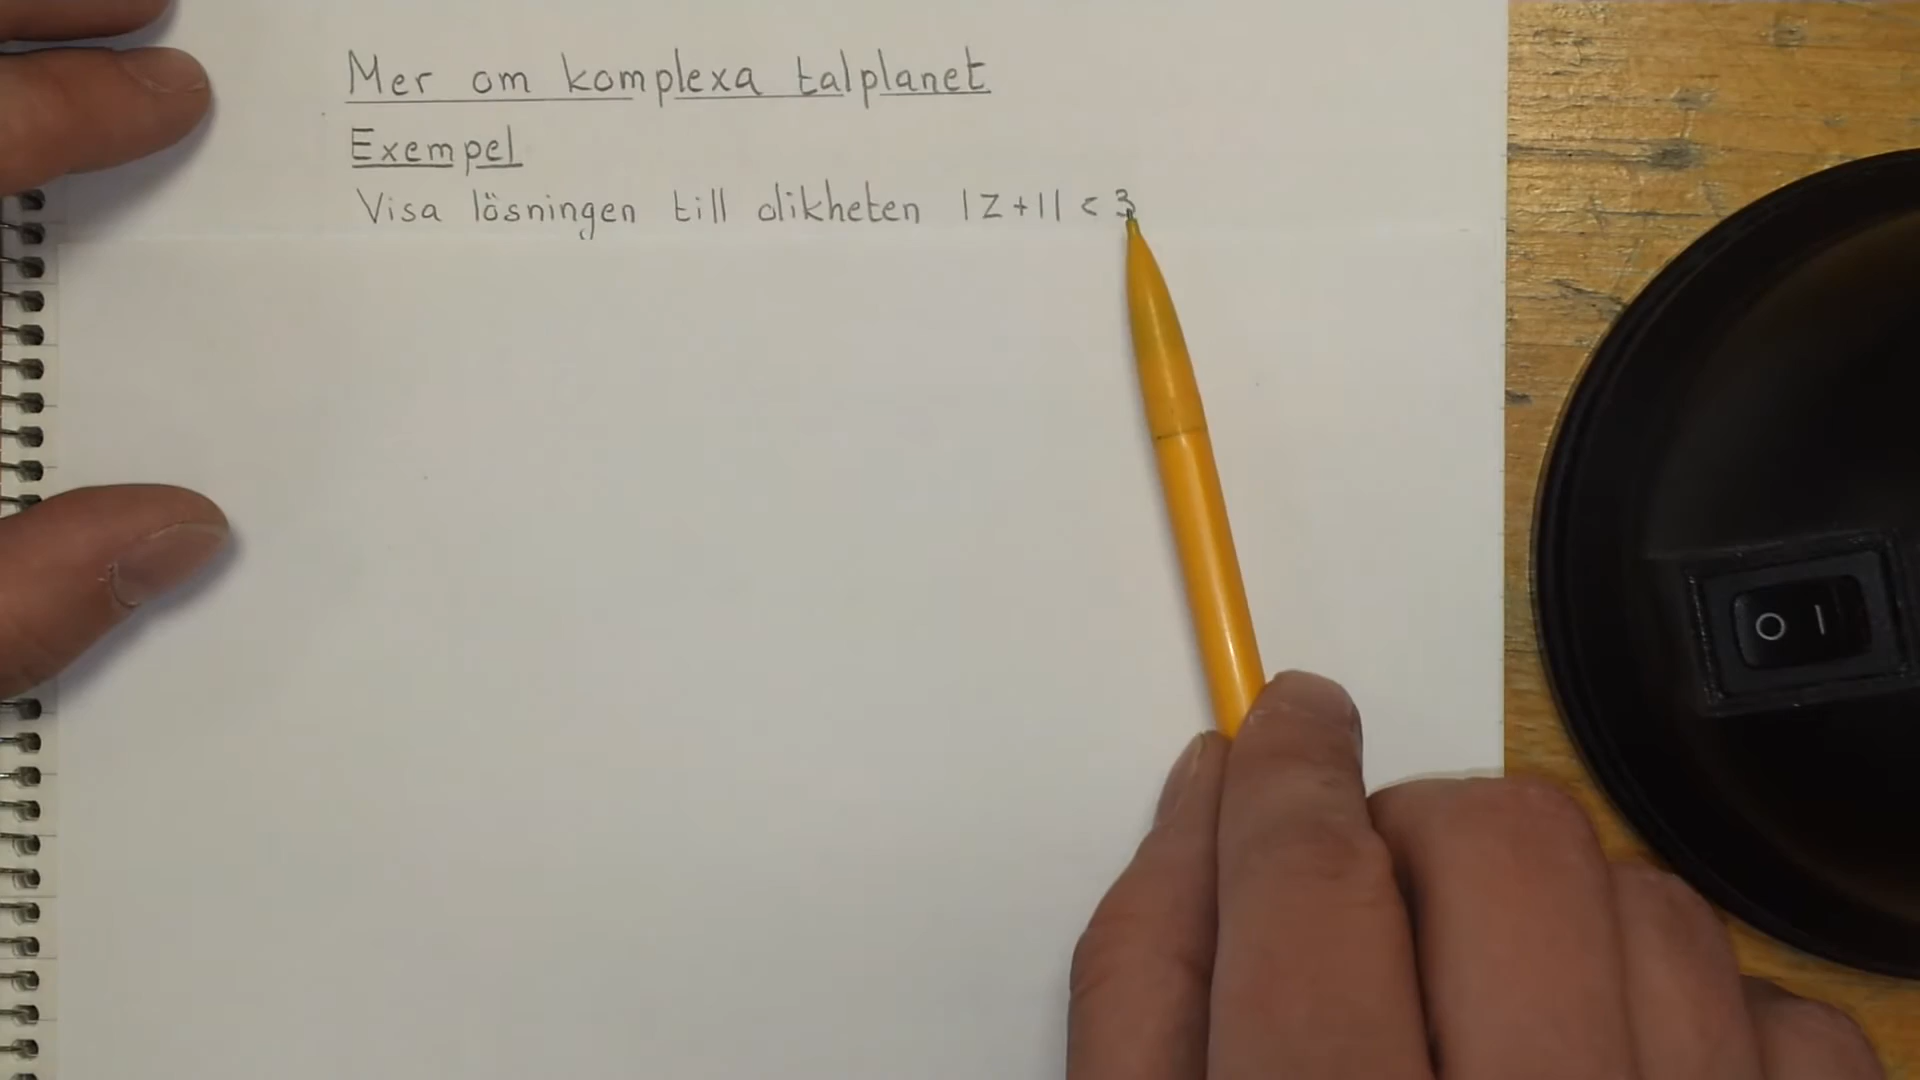 Mer om komplexa talplanet
Exempel
Visa lösningen till olikheten |z+1| < 3
O I